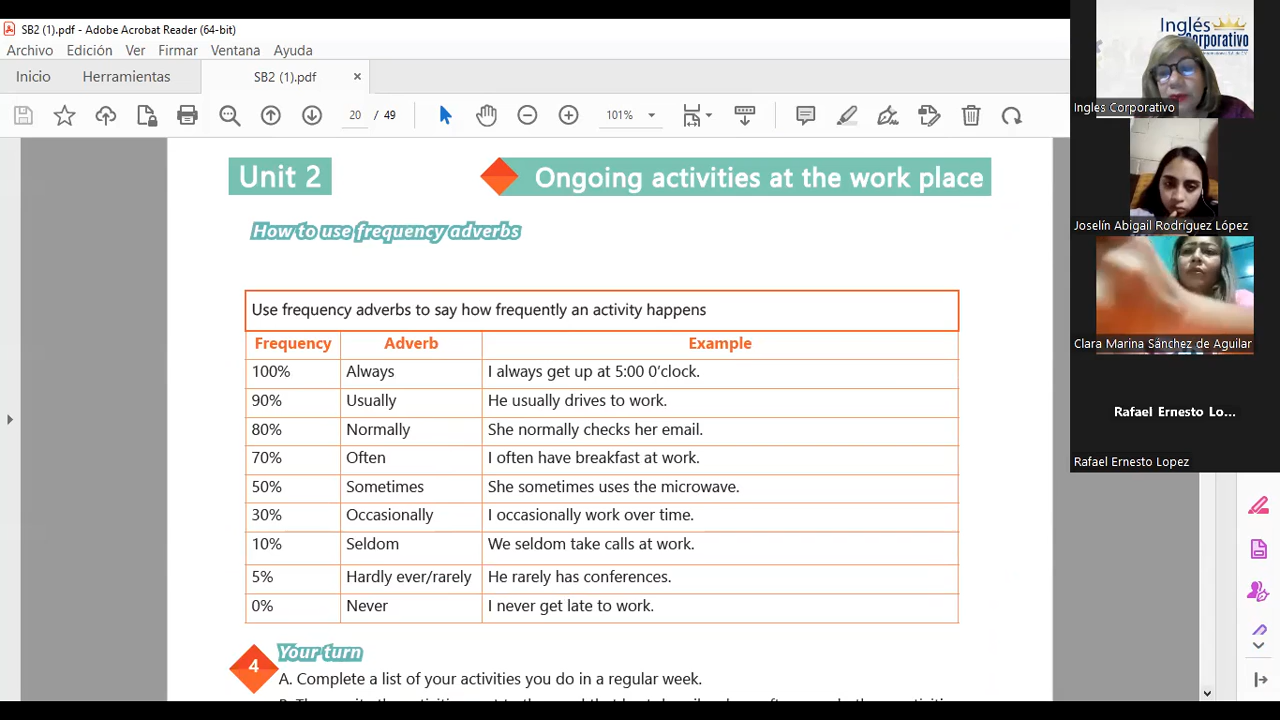 SB2 (1).pdf - Adobe Acrobat Reader (64-bit)
Archivo Edición Ver Firmar Ventana Ayuda
Inicio Herramientas SB2 (1).pdf ×
20 / 49 101%
Unit 2 Ongoing activities at the work place
How to use frequency adverbs
Use frequency adverbs to say how frequently an activity happens
Frequency Adverb Example
100% Always I always get up at 5:00 0'clock.
90% Usually He usually drives to work.
80% Normally She normally checks her email.
70% Often I often have breakfast at work.
50% Sometimes She sometimes uses the microwave.
30% Occasionally I occasionally work over time.
10% Seldom We seldom take calls at work.
5% Hardly ever/rarely He rarely has conferences.
0% Never I never get late to work.
4 Your turn
A. Complete a list of your activities you do in a regular week.
Inglés
Corporativo
Ingles Corporativo
Joselín Abigail Rodríguez López
Clara Marina Sánchez de Aguilar
Rafael Ernesto Lo...
Rafael Ernesto Lopez